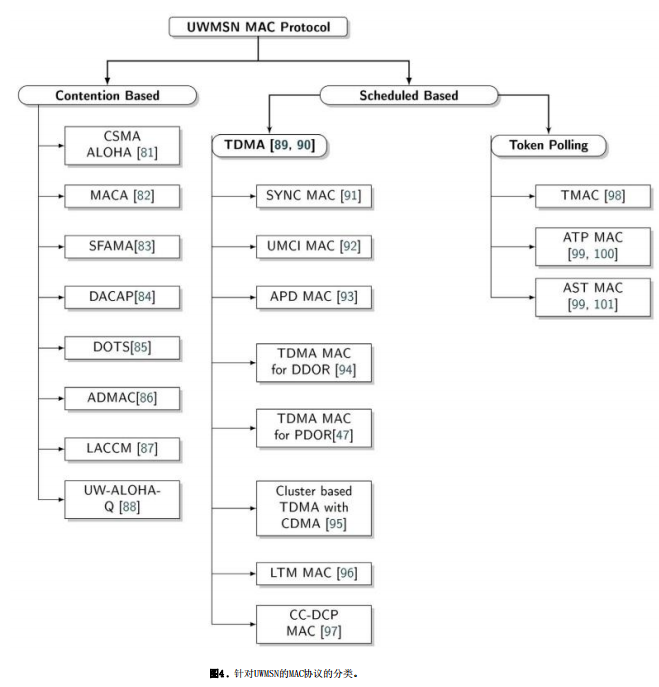 UWMSN MAC Protocol
Contention Based
Scheduled Based
CSMA
ALOHA [81]
MACA [82]
SFAMA[83]
DACAP[84]
DOTS[85]
ADMAC[86]
LACCM [87]
UW-ALOHA-
Q [88]
TDMA [89, 90]
SYNC MAC [91]
UMCI MAC [92]
APD MAC [93]
TDMA MAC
for DDOR [94]
TDMA MAC
for PDOR[47]
Cluster based
TDMA with
CDMA [95]
LTM MAC [96]
CC-DCP
MAC [97]
Token Polling
TMAC [98]
ATP MAC
[99, 100]
AST MAC
[99, 101]
图4. 针对UWMSN的MAC协议的分类。